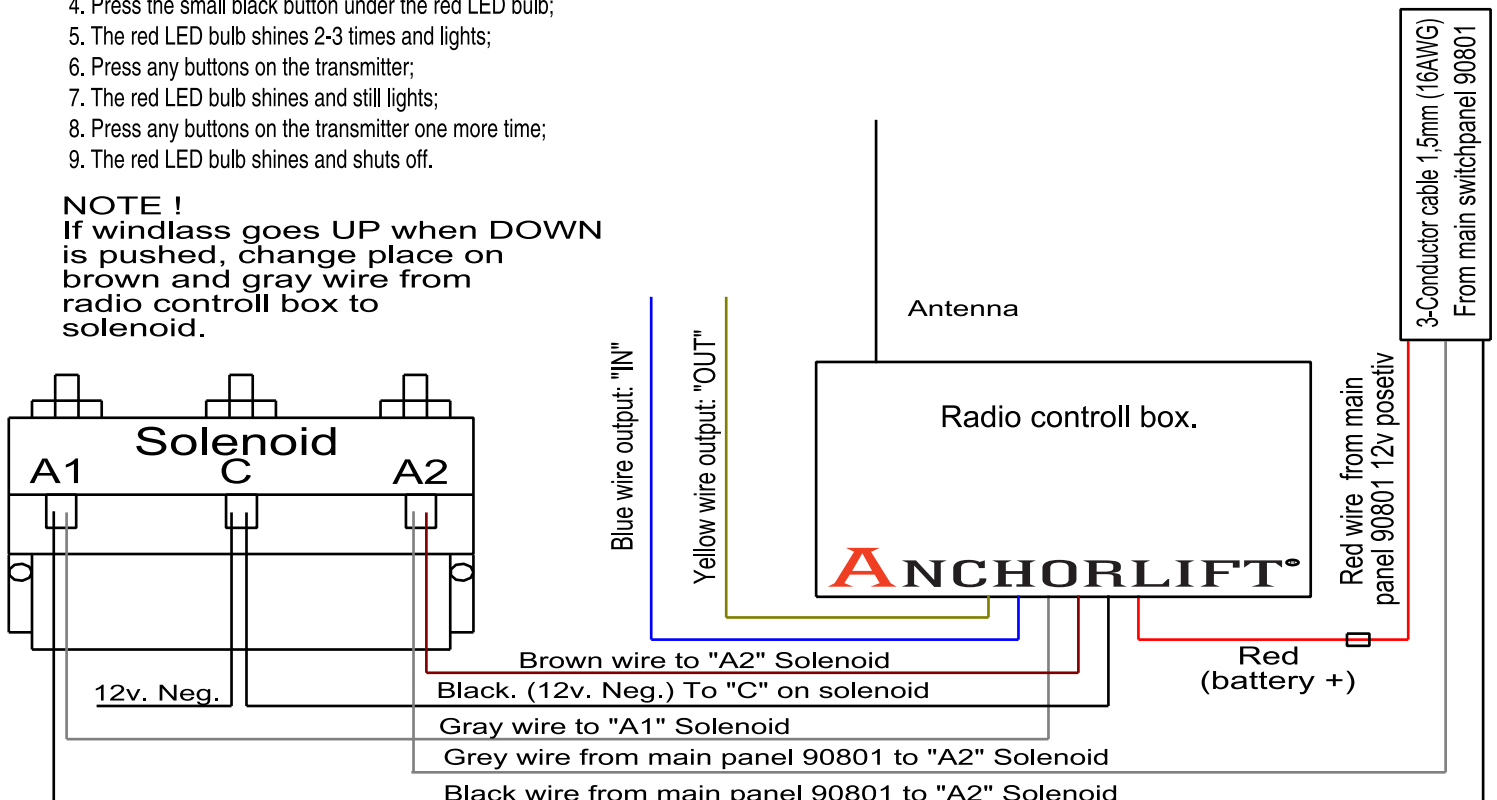 4. Press the small black button under the red LED bulb;
5. The red LED bulb shines 2-3 times and lights;
6. Press any buttons on the transmitter;
7. The red LED bulb shines and still lights;
8. Press any buttons on the transmitter one more time;
9. The red LED bulb shines and shuts off.
NOTE !
If windlass goes UP when DOWN
is pushed, change place on
brown and gray wire from
radio controll box to
solenoid.
Solenoid
A1
C
A2
12v. Neg.
Blue wire output: "IN"
Yellow wire output: "OUT"
Antenna
Radio controll box.
ANCHORLIFT
3-Conductor cable 1,5mm (16AWG)
From main switchpanel 90801
Red wire from main
panel 90801 12v posetiv
Red
(battery +)
Brown wire to "A2" Solenoid
Black. (12v. Neg.) To "C" on solenoid
Gray wire to "A1" Solenoid
Grey wire from main panel 90801 to "A2" Solenoid
Black wire from main panel 90801 to "A2" Solenoid